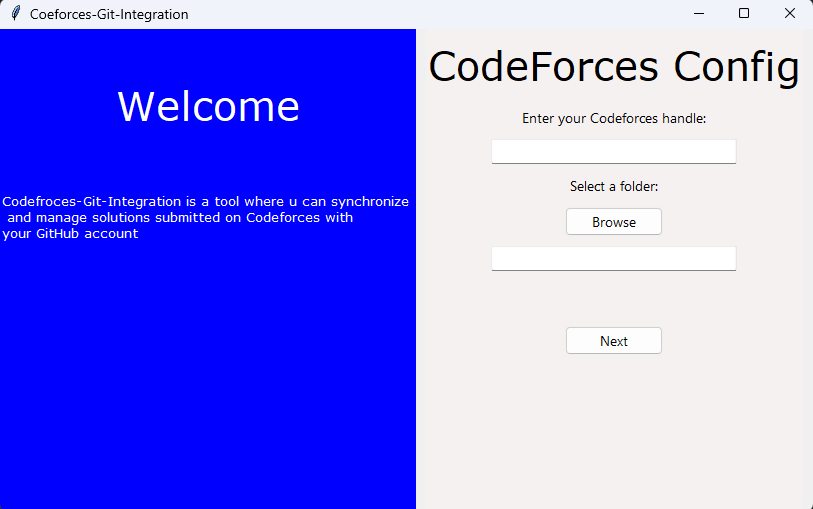 Coeforces-Git-Integration
Welcome
Codefroces-Git-Integration is a tool where u can synchronize
and manage solutions submitted on Codeforces with
your GitHub account
CodeForces Config
Enter your Codeforces handle:
Select a folder:
Browse
Next